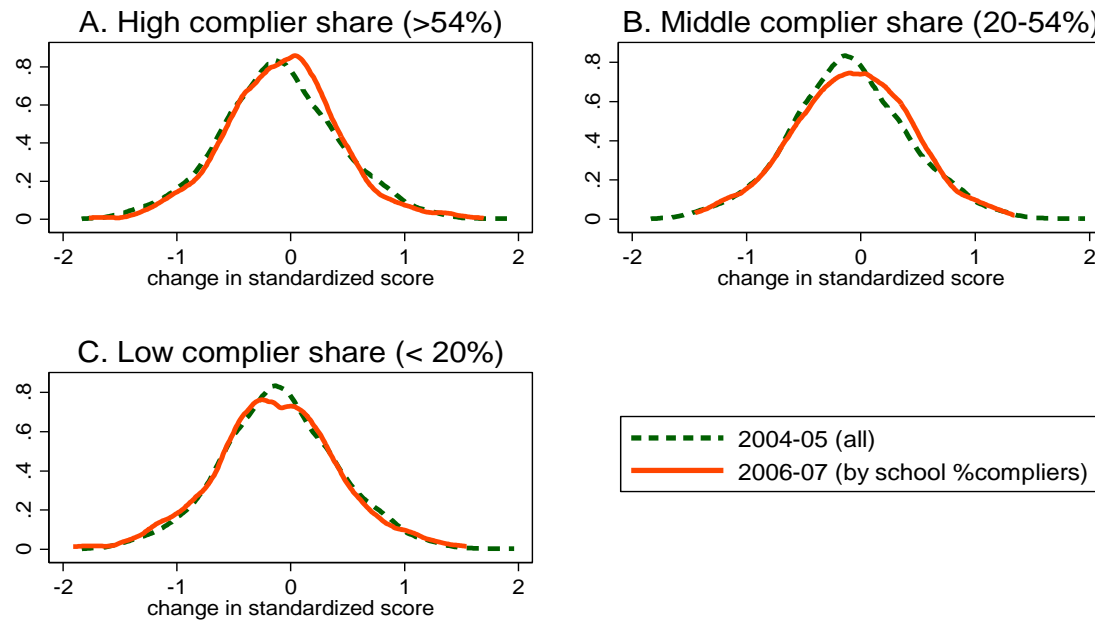 A. High complier share (>54%)
.8
.6
.4
.2
0
-2 -1 0 1 2
change in standardized score
B. Middle complier share (20-54%)
.8
.6
.4
.2
0
-2 -1 0 1 2
change in standardized score
C. Low complier share (< 20%)
.8
.6
.4
.2
0
-2 -1 0 1 2
change in standardized score
2004-05 (all)
2006-07 (by school %compliers)